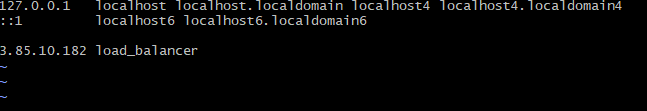 127.0.0.1   localhost localhost.localdomain localhost4 localhost4.localdomain4
::1         localhost6 localhost6.localdomain6

3.85.10.182 load_balancer
~
~
~